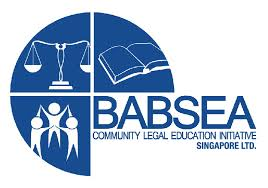 BABSEA
COMMUNITY LEGAL EDUCATION INITIATIVE
SINGAPORE LTD.